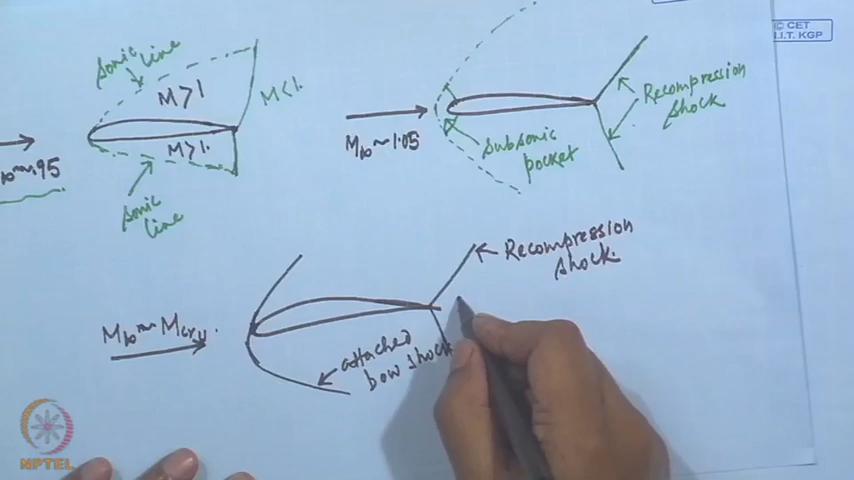 © CET
I.I.T. KGP
sonic
line
M>1
M<1.
M>1.
M∞~.95
sonic
line
M∞~1.05
Subsonic
pocket
Recompression
shock
Recompression
shock.
M∞~Mcr,u.
attached
bow shock
NPTEL